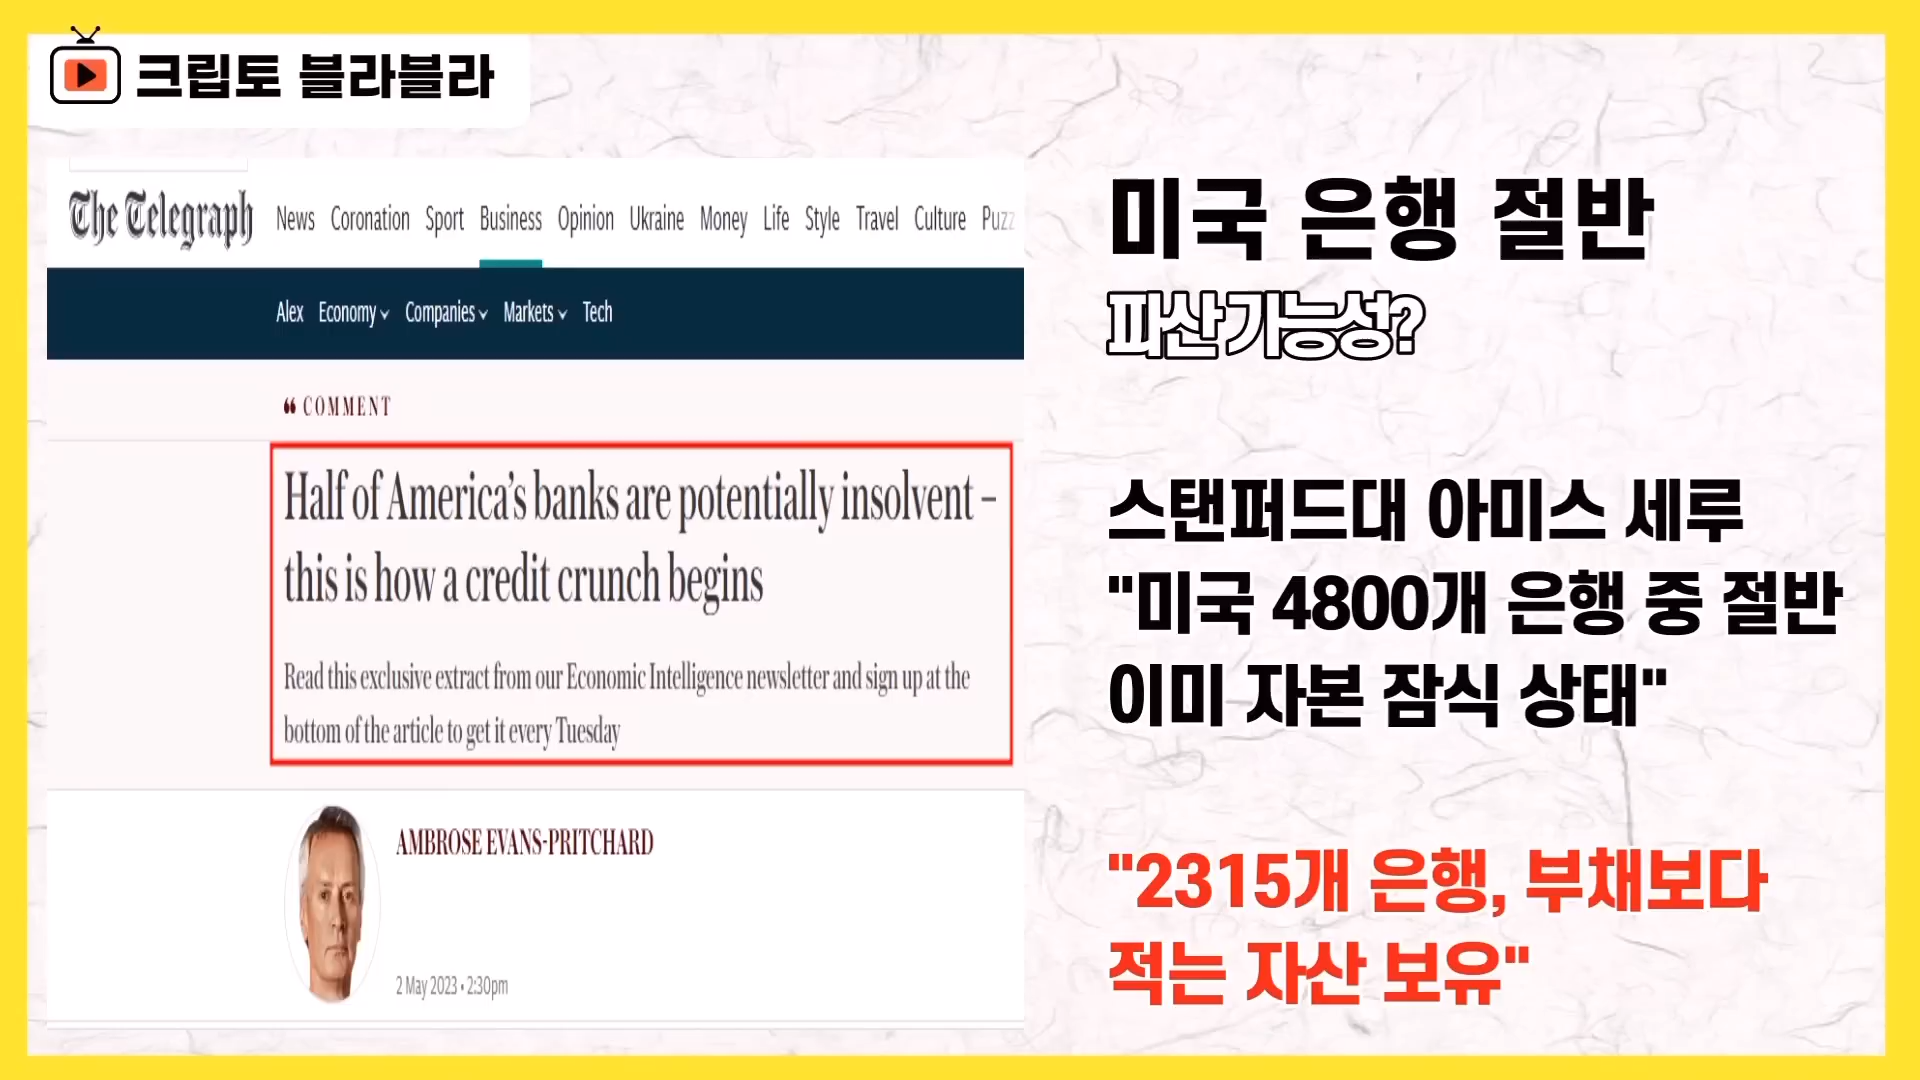 크립토 블라블라
The Telegraph
News Coronation Sport Business Opinion Ukraine Money Life Style Travel Culture Puzz
Alex Economy Companies Markets Tech
❝ COMMENT
Half of America’s banks are potentially insolvent –
this is how a credit crunch begins
Read this exclusive extract from our Economic Intelligence newsletter and sign up at the
bottom of the article to get it every Tuesday
AMBROSE EVANS-PRITCHARD
2 May 2023 • 2:30pm
미국 은행 절반
파산가능성?
스탠퍼드대 아미스 세루
"미국 4800개 은행 중 절반
이미 자본 잠식 상태"
"2315개 은행, 부채보다
적는 자산 보유"